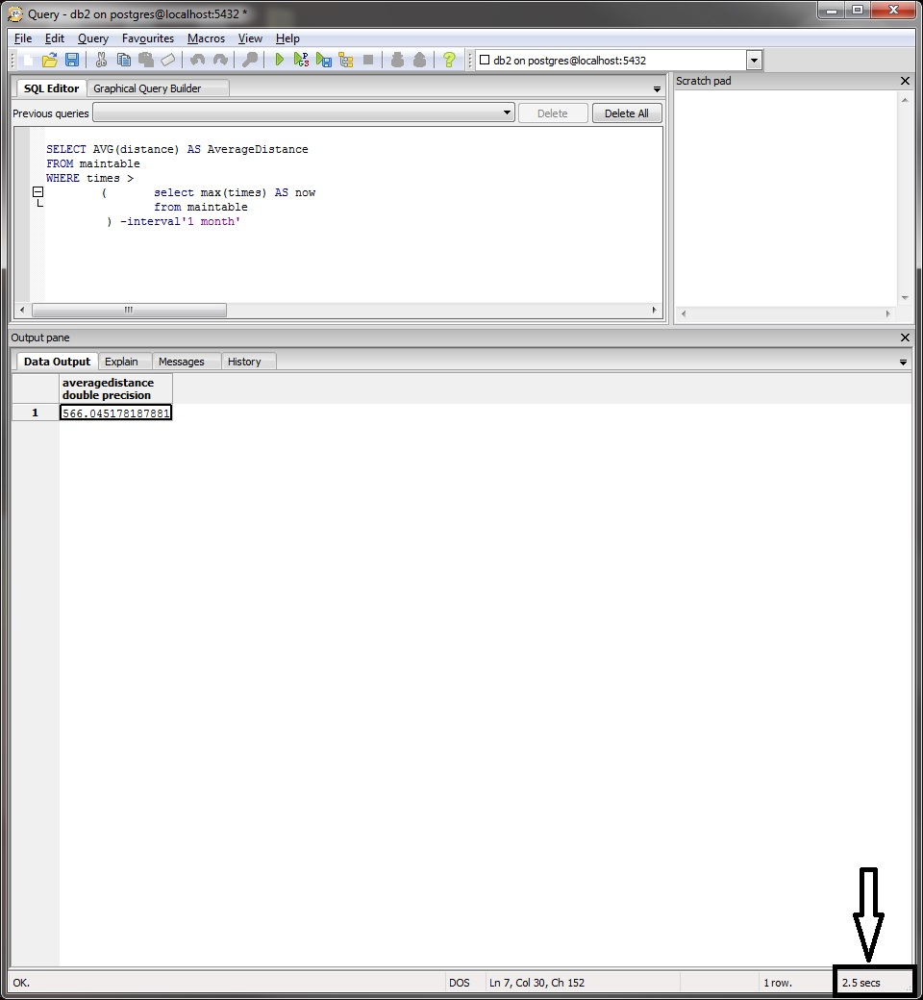 Query - db2 on postgres@localhost:5432 *
File Edit Query Favourites Macros View Help
db2 on postgres@localhost:5432
SQL Editor Graphical Query Builder
Previous queries Delete Delete All
SELECT AVG(distance) AS AverageDistance
FROM maintable
WHERE times >
( select max(times) AS now
from maintable
) -interval'1 month'
Scratch pad
Output pane
Data Output Explain Messages History
averagedistance
double precision
1 566.045178187881
OK. DOS Ln 7, Col 30, Ch 152 1 row. 2.5 secs